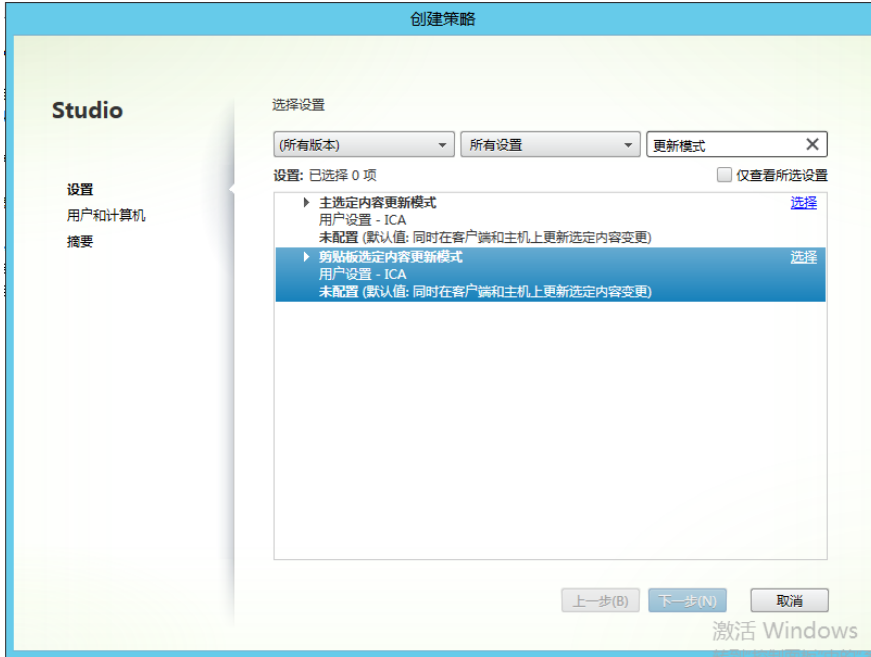 创建策略
Studio
设置
用户和计算机
摘要
选择设置
(所有版本) 所有设置 更新模式
设置: 已选择 0 项 仅查看所选设置
主选定内容更新模式 选择
用户设置 - ICA
未配置 (默认值: 同时在客户端和主机上更新选定内容变更)
剪贴板选定内容更新模式 选择
用户设置 - ICA
未配置 (默认值: 同时在客户端和主机上更新选定内容变更)
上一步(B) 下一步(N) 取消
激活 Windows